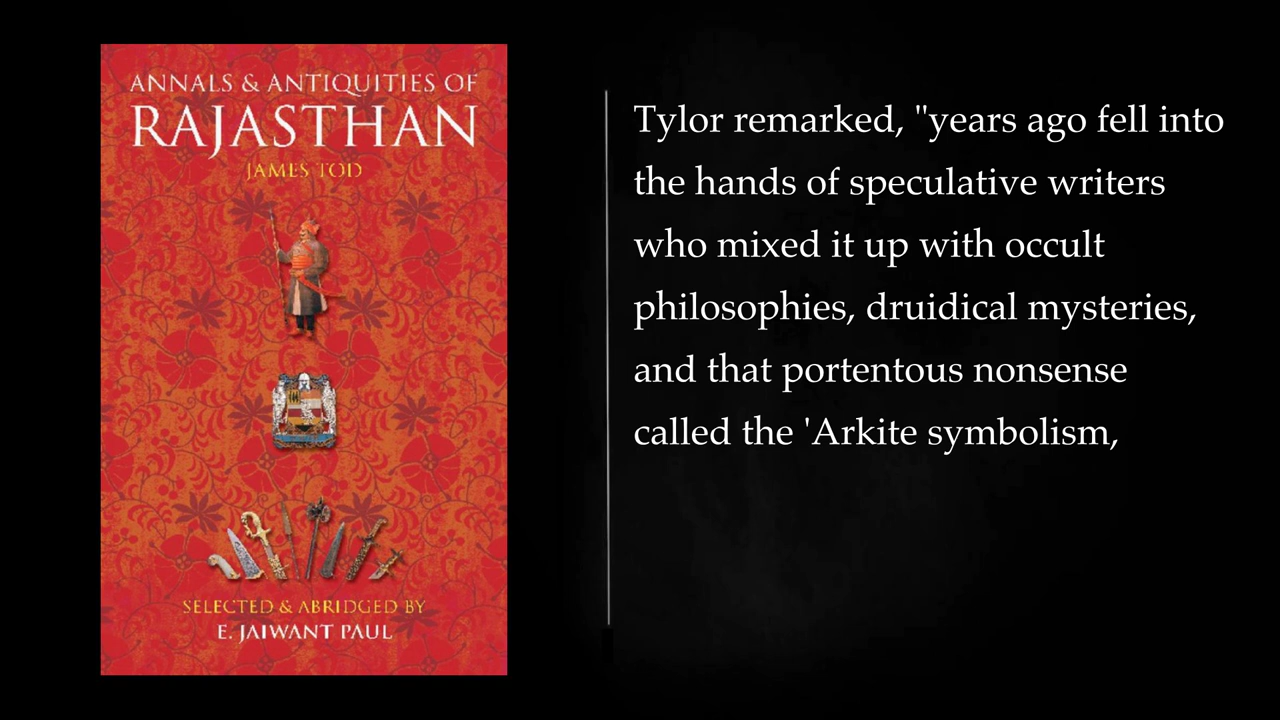 ANNALS & ANTIQUITIES OF
RAJASTHAN
JAMES TOD
SELECTED & ABRIDGED BY
E. JAIWANT PAUL
Tylor remarked, "years ago fell into
the hands of speculative writers
who mixed it up with occult
philosophies, druidical mysteries,
and that portentous nonsense
called the 'Arkite symbolism,